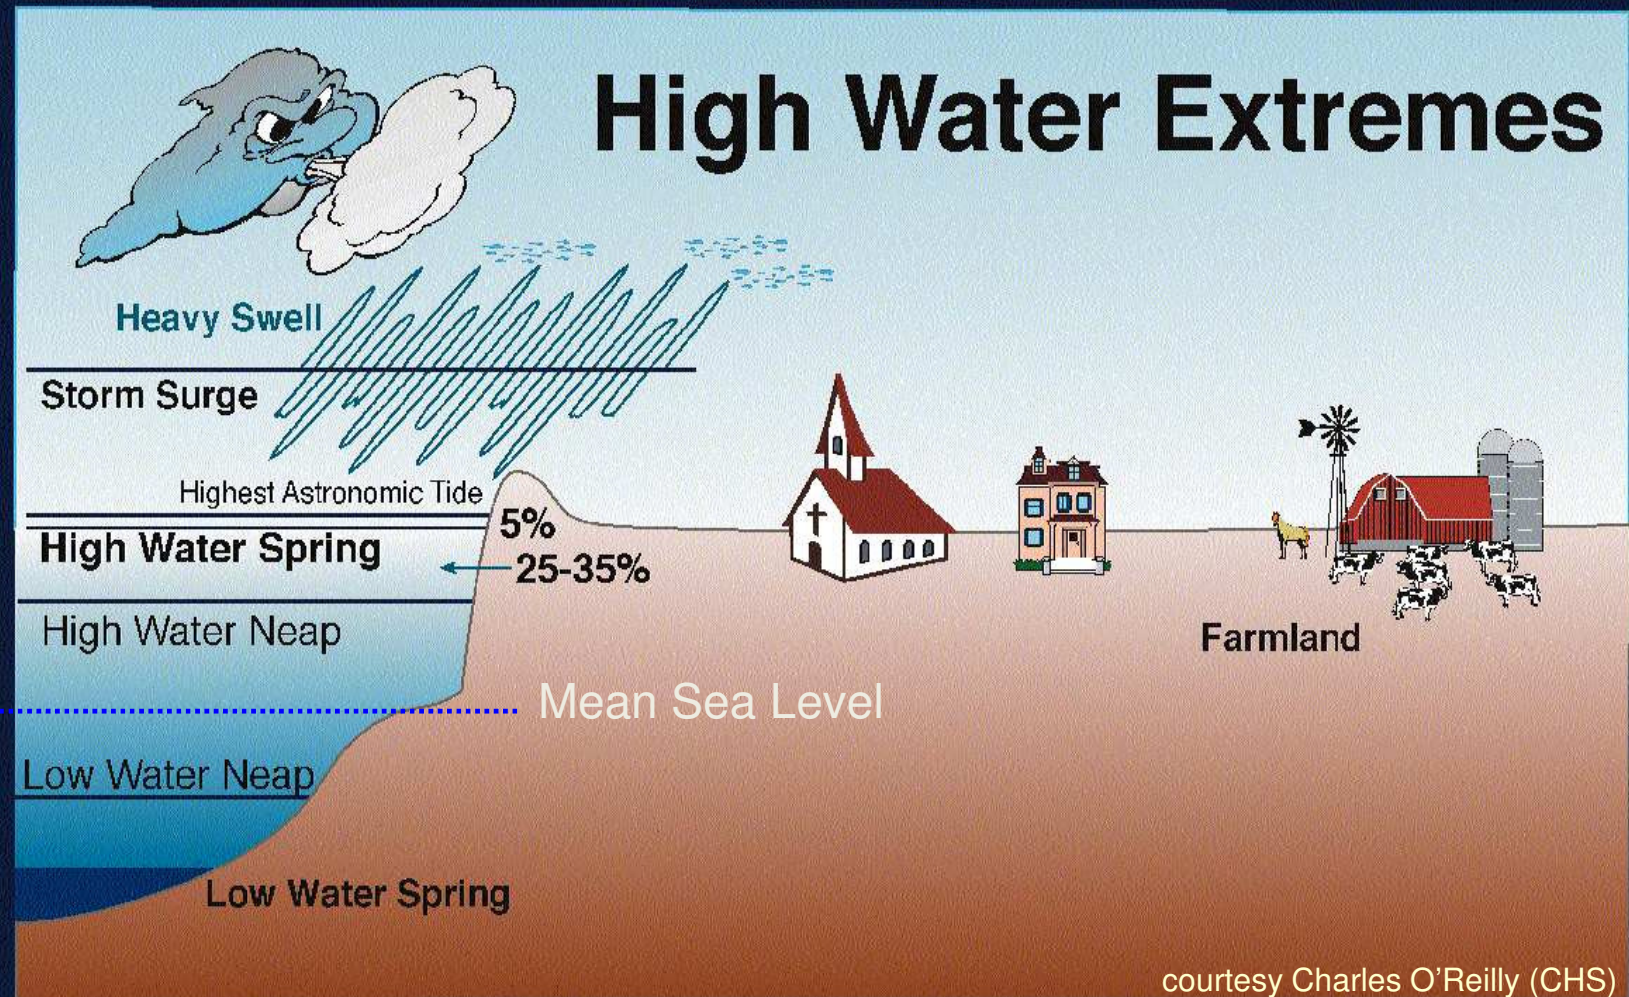 High Water Extremes
Heavy Swell
Storm Surge
Highest Astronomic Tide
5%
High Water Spring
25-35%
High Water Neap
Farmland
Mean Sea Level
Low Water Neap
Low Water Spring
courtesy Charles O'Reilly (CHS)